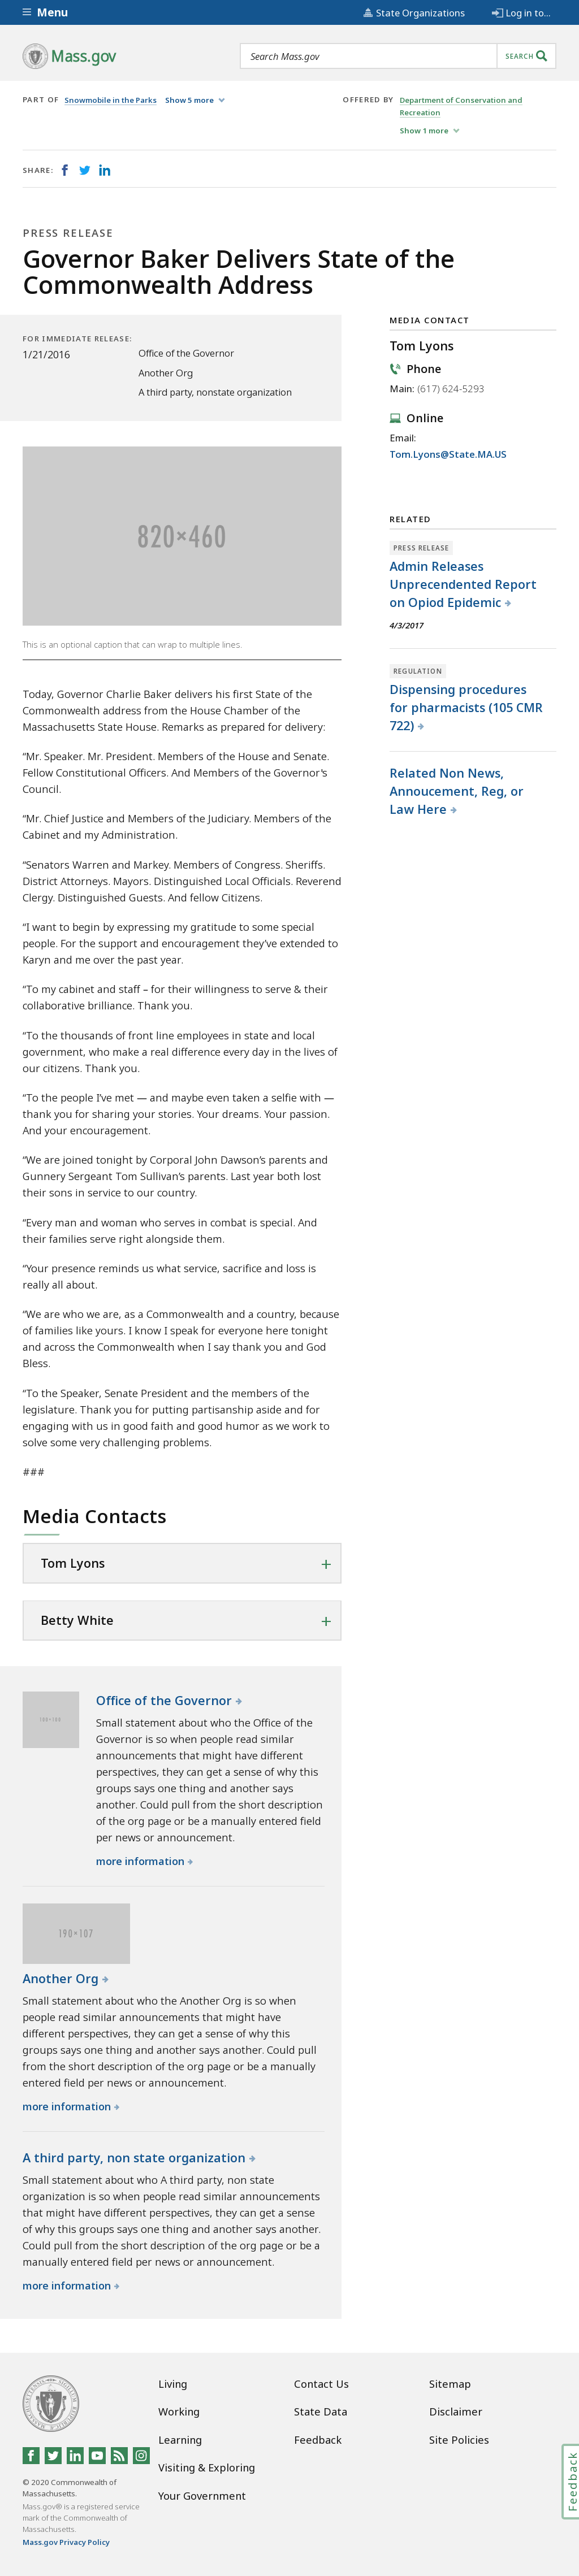 Menu
State Organizations
Log in to...
Mass.gov
Search Mass.gov
SEARCH
PART OF Snowmobile in the Parks Show 5 more
OFFERED BY Department of Conservation and
Recreation
Show 1 more
SHARE:
PRESS RELEASE
Governor Baker Delivers State of the
Commonwealth Address
FOR IMMEDIATE RELEASE:
1/21/2016
Office of the Governor
Another Org
A third party, nonstate organization
MEDIA CONTACT
Tom Lyons
Phone
Main: (617) 624-5293
Online
Email:
Tom.Lyons@State.MA.US
RELATED
PRESS RELEASE
Admin Releases
Unprecendented Report
on Opiod Epidemic
4/3/2017
REGULATION
Dispensing procedures
for pharmacists (105 CMR
722)
Related Non News,
Annoucement, Reg, or
Law Here
820×460
This is an optional caption that can wrap to multiple lines.
Today, Governor Charlie Baker delivers his first State of the
Commonwealth address from the House Chamber of the
Massachusetts State House. Remarks as prepared for delivery:
“Mr. Speaker. Mr. President. Members of the House and Senate.
Fellow Constitutional Officers. And Members of the Governor’s
Council.
“Mr. Chief Justice and Members of the Judiciary. Members of the
Cabinet and my Administration.
“Senators Warren and Markey. Members of Congress. Sheriffs.
District Attorneys. Mayors. Distinguished Local Officials. Reverend
Clergy. Distinguished Guests. And fellow Citizens.
“I want to begin by expressing my gratitude to some special
people. For the support and encouragement they’ve extended to
Karyn and me over the past year.
“To my cabinet and staff – for their willingness to serve & their
collaborative brilliance. Thank you.
“To the thousands of front line employees in state and local
government, who make a real difference every day in the lives of
our citizens. Thank you.
“To the people I’ve met — and maybe even taken a selfie with —
thank you for sharing your stories. Your dreams. Your passion.
And your encouragement.
“We are joined tonight by Corporal John Dawson’s parents and
Gunnery Sergeant Tom Sullivan’s parents. Last year both lost
their sons in service to our country.
“Every man and woman who serves in combat is special. And
their families serve right alongside them.
“Your presence reminds us what service, sacrifice and loss is
really all about.
“We are who we are, as a Commonwealth and a country, because
of families like yours. I know I speak for everyone here tonight
and across the Commonwealth when I say thank you and God
Bless.
“To the Speaker, Senate President and the members of the
legislature. Thank you for putting partisanship aside and for
engaging with us in good faith and good humor as we work to
solve some very challenging problems.
###
Media Contacts
Tom Lyons
Betty White
100×100
Office of the Governor
Small statement about who the Office of the
Governor is so when people read similar
announcements that might have different
perspectives, they can get a sense of why this
groups says one thing and another says
another. Could pull from the short description
of the org page or be a manually entered field
per news or announcement.
more information
190×107
Another Org
Small statement about who the Another Org is so when
people read similar announcements that might have
different perspectives, they can get a sense of why this
groups says one thing and another says another. Could pull
from the short description of the org page or be a manually
entered field per news or announcement.
more information
A third party, non state organization
Small statement about who A third party, non state
organization is so when people read similar announcements
that might have different perspectives, they can get a sense
of why this groups says one thing and another says another.
Could pull from the short description of the org page or be a
manually entered field per news or announcement.
more information
Living
Working
Learning
Visiting & Exploring
Your Government
Contact Us
State Data
Feedback
Sitemap
Disclaimer
Site Policies
© 2020 Commonwealth of
Massachusetts.
Mass.gov® is a registered service
mark of the Commonwealth of
Massachusetts.
Mass.gov Privacy Policy
Feedback